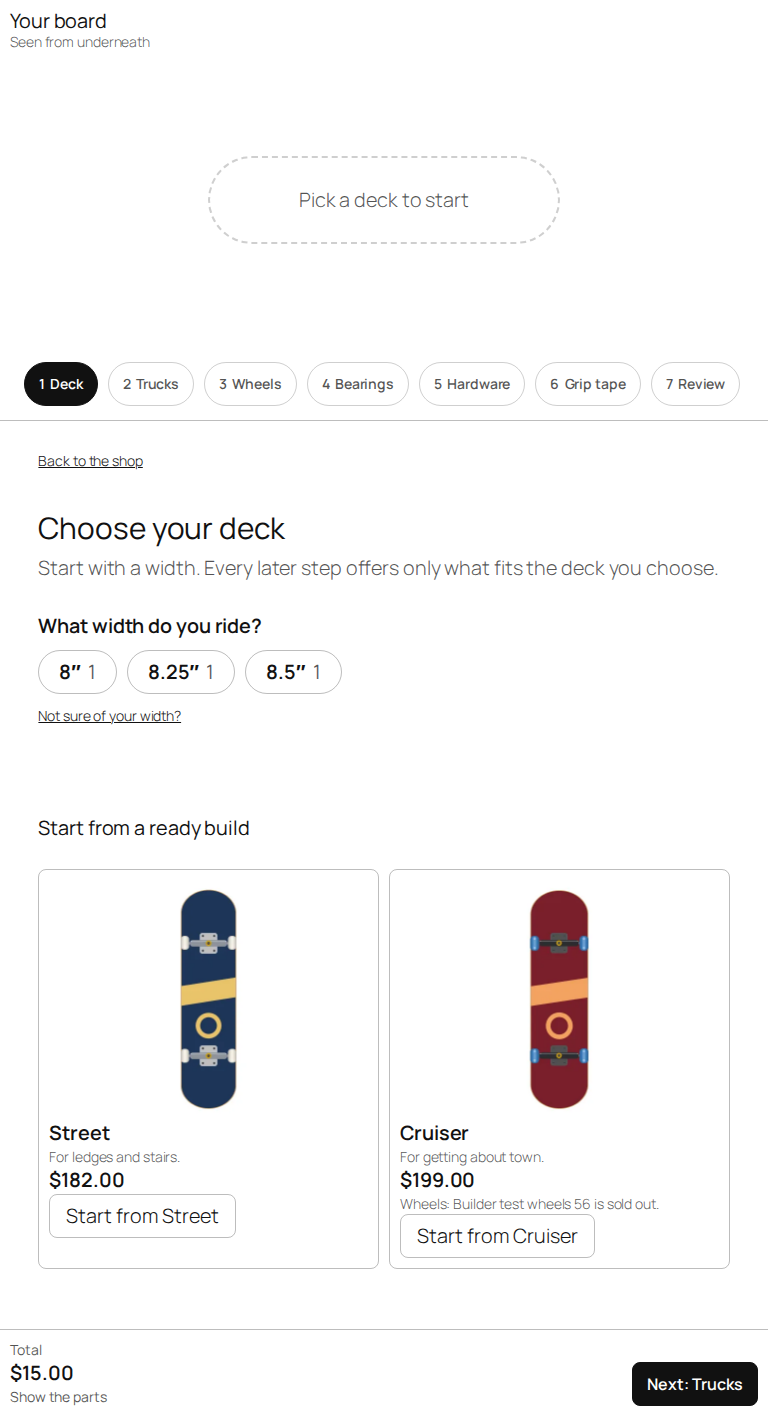 Your board
Seen from underneath
Pick a deck to start
1 Deck
2 Trucks
3 Wheels
4 Bearings
5 Hardware
6 Grip tape
7 Review
Back to the shop
Choose your deck
Start with a width. Every later step offers only what fits the deck you choose.
What width do you ride?
8″ 1
8.25″ 1
8.5″ 1
Not sure of your width?
Start from a ready build
Street
For ledges and stairs.
$182.00
Start from Street
Cruiser
For getting about town.
$199.00
Wheels: Builder test wheels 56 is sold out.
Start from Cruiser
Total
$15.00
Show the parts
Next: Trucks